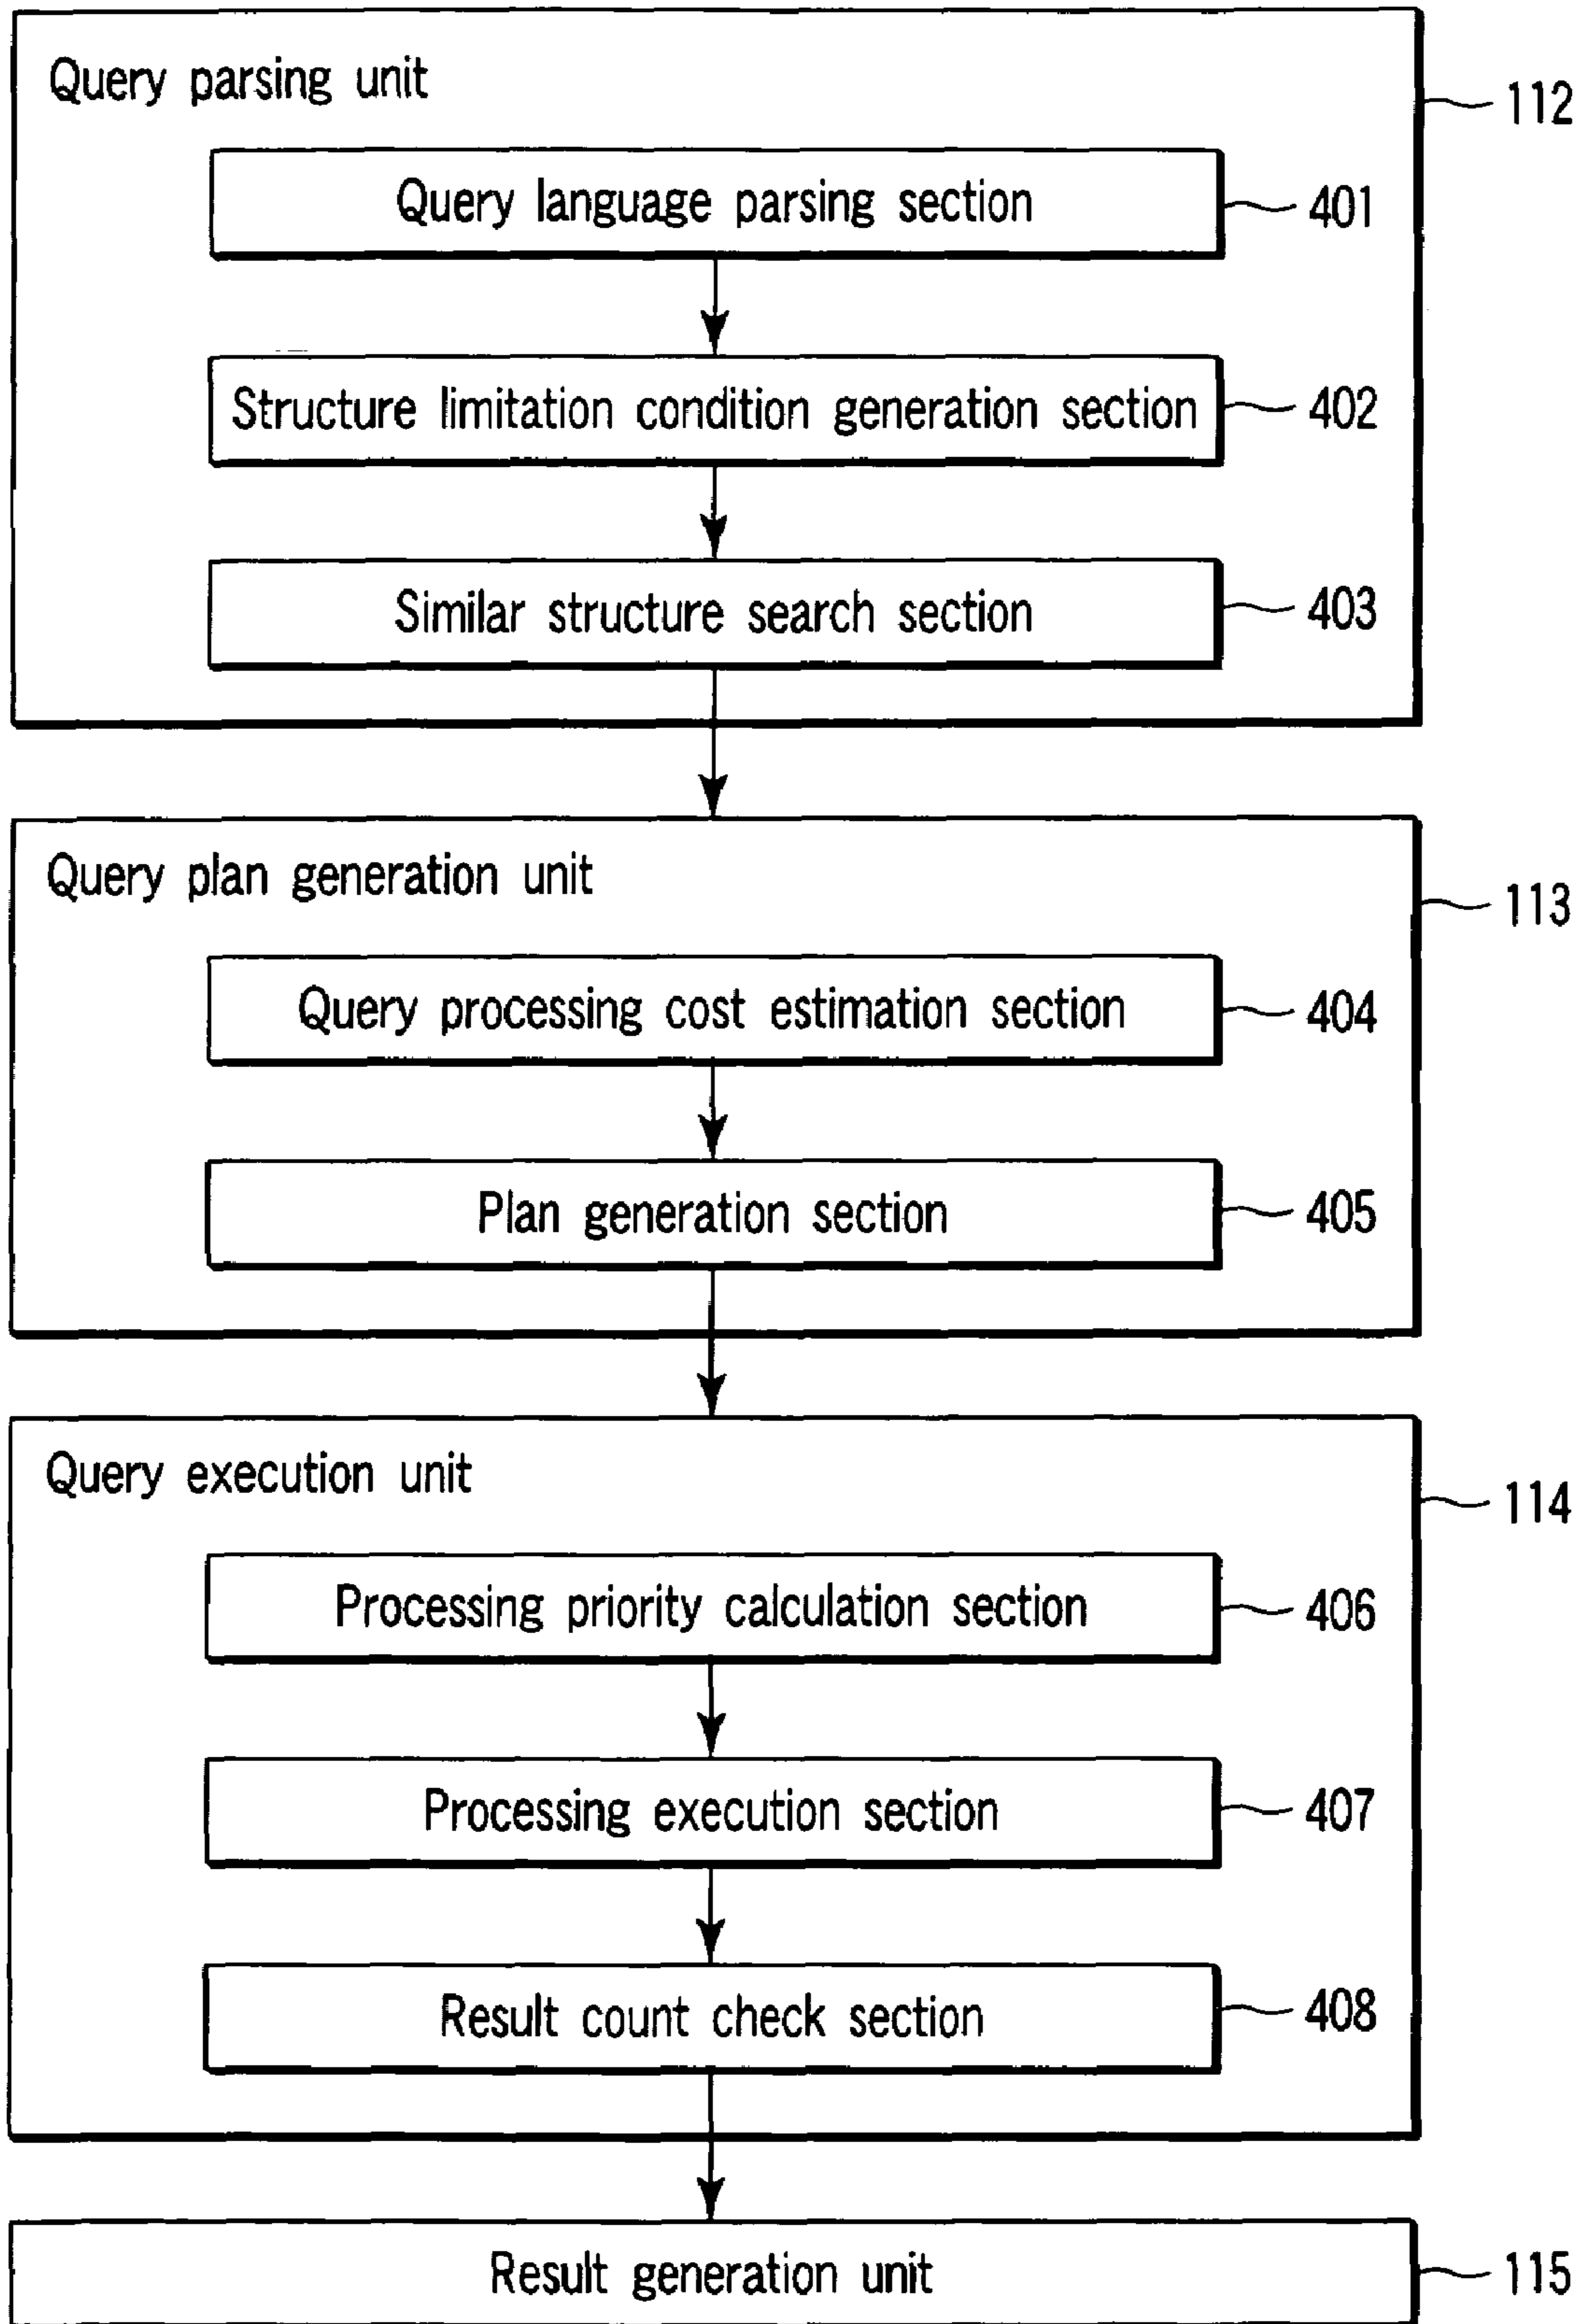 Query parsing unit
112
Query language parsing section
401
Structure limitation condition generation section
402
Similar structure search section
403
Query plan generation unit
113
Query processing cost estimation section
404
Plan generation section
405
Query execution unit
114
Processing priority calculation section
406
Processing execution section
407
Result count check section
408
Result generation unit
115